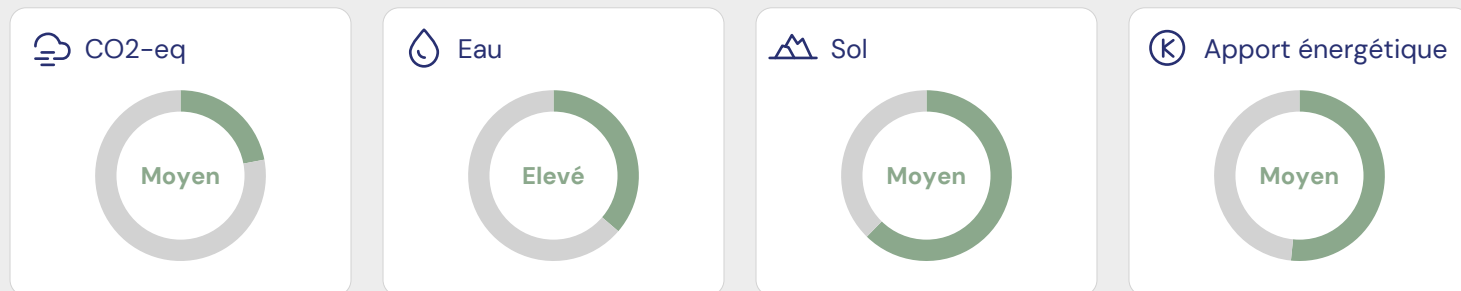 CO2-eq
Moyen
Eau
Elevé
Sol
Moyen
Apport énergétique
Moyen